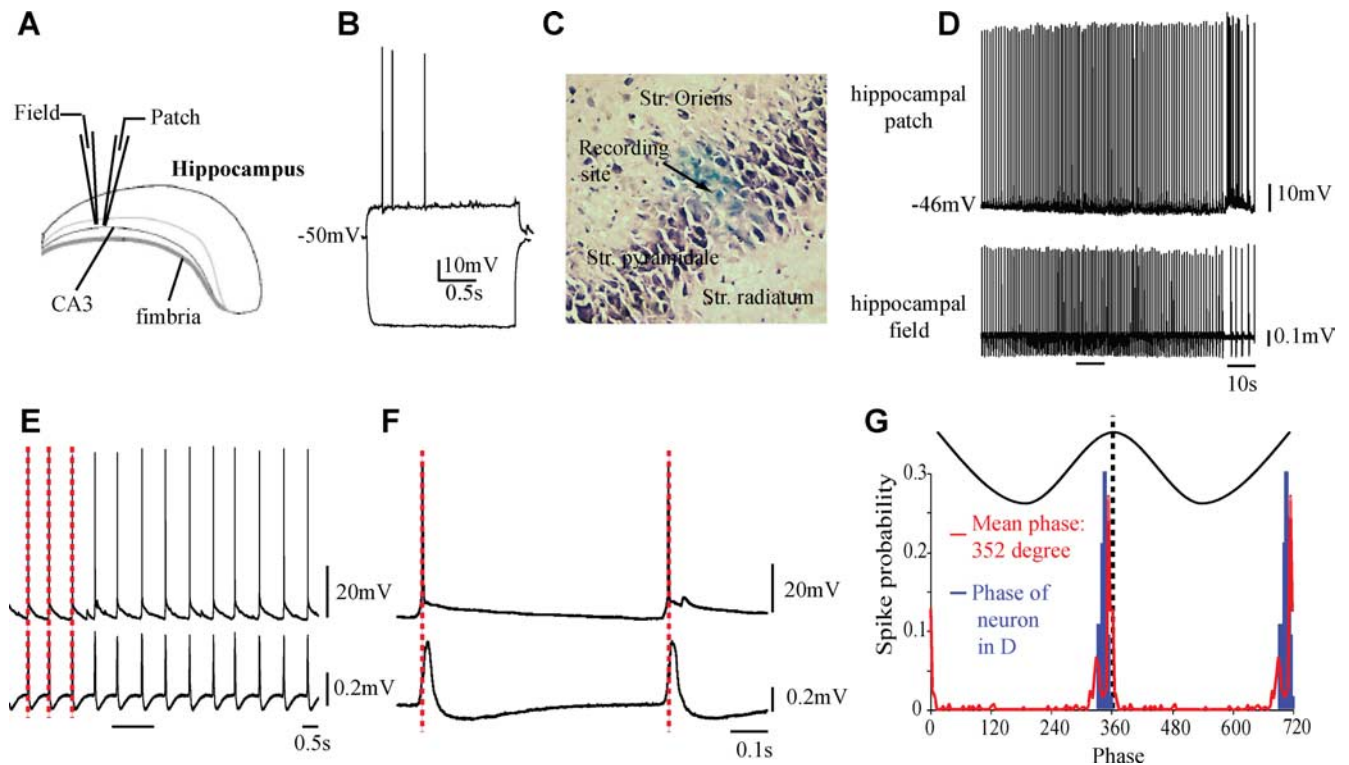 A
Field
Patch
Hippocampus
CA3
fimbria
B
-50mV
10mV
0.5s
C
Str. Oriens
Recording
site
Str. pyramidale
Str. radiatum
D
hippocampal
patch
-46mV
10mV
hippocampal
field
0.1mV
10s
E
20mV
0.2mV
0.5s
F
20mV
0.2mV
0.1s
G
Spike probability
0.3
0.2
0.1
0
Mean phase:
352 degree
Phase of
neuron
in D
0 120 240 360 480 600 720
Phase